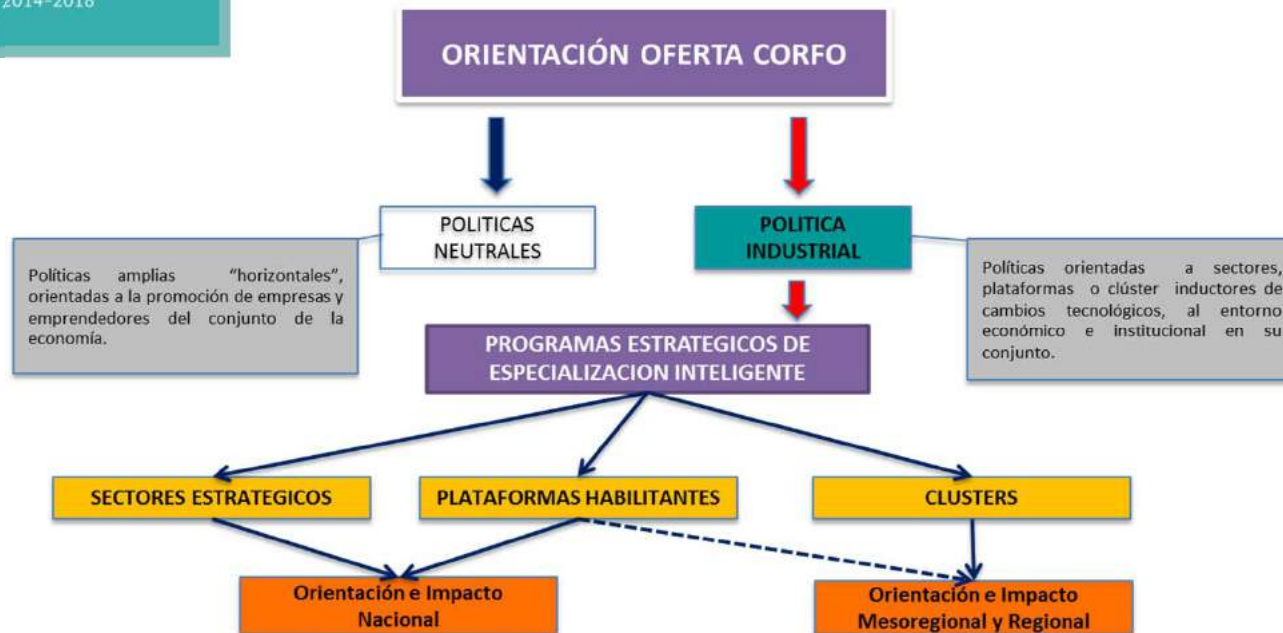 2014-2018
ORIENTACIÓN OFERTA CORFO
POLITICAS
NEUTRALES
POLITICA
INDUSTRIAL
Políticas amplias "horizontales",
orientadas a la promoción de empresas y
emprendedores del conjunto de la
economía.
Políticas orientadas a sectores,
plataformas o clúster inductores de
cambios tecnológicos, al entorno
económico e institucional en su
conjunto.
PROGRAMAS ESTRATEGICOS DE
ESPECIALIZACION INTELIGENTE
SECTORES ESTRATEGICOS
PLATAFORMAS HABILITANTES
CLUSTERS
Orientación e Impacto
Nacional
Orientación e Impacto
Mesoregional y Regional